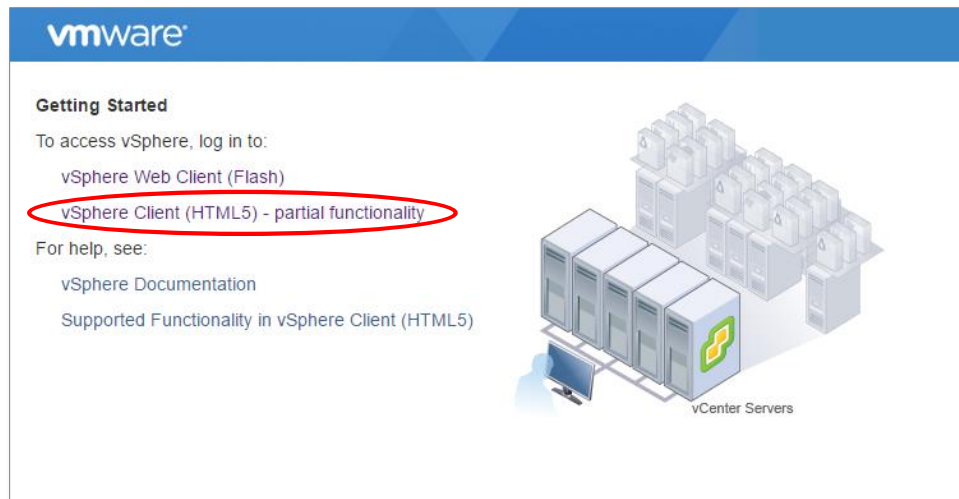 vmware®
Getting Started
To access vSphere, log in to:
vSphere Web Client (Flash)
vSphere Client (HTML5) - partial functionality
For help, see:
vSphere Documentation
Supported Functionality in vSphere Client (HTML5)
vCenter Servers